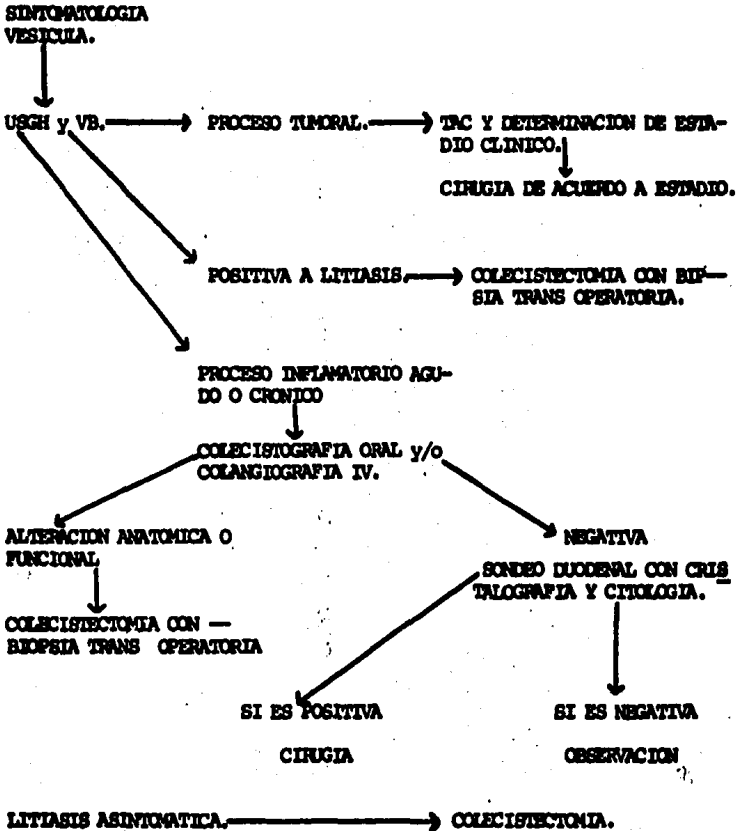 SINTOMATOLOGIA
VESICULA.
USGH y VB. PROCESO TUMORAL. TAC Y DETERMINACION DE ESTA-
DIO CLINICO.
CIRUGIA DE ACUERDO A ESTADIO.
POSITIVA A LITIASIS. COLECISTECTOMIA CON BIP—
SIA TRANS OPERATORIA.
PROCESO INFLAMATORIO AGU-
DO O CRONICO
COLECISTOGRAFIA ORAL y/o
COLANGIOGRAFIA IV.
ALTERACION ANATOMICA O
FUNCIONAL
NEGATIVA
SONDEO DUODENAL CON CRIS
TALOGRAFIA Y CITOLOGIA.
COLECISTECTOMIA CON —
BIOPSIA TRANS OPERATORIA
SI ES POSITIVA SI ES NEGATIVA
CIRUGIA OBSERVACION
LITIASIS ASINTOMATICA. COLECISTECTOMIA.